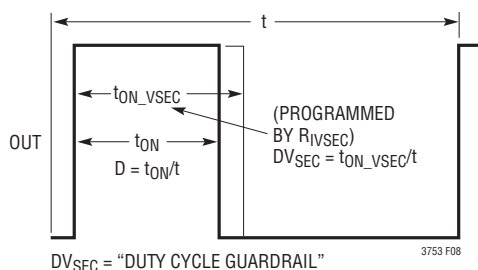 t
tON_VSEC
(PROGRAMMED
BY RIVSEC)
DVSEC = tON_VSEC/t
tON
D = tON/t
OUT
3753 F08
DVSEC = “DUTY CYCLE GUARDRAIL”